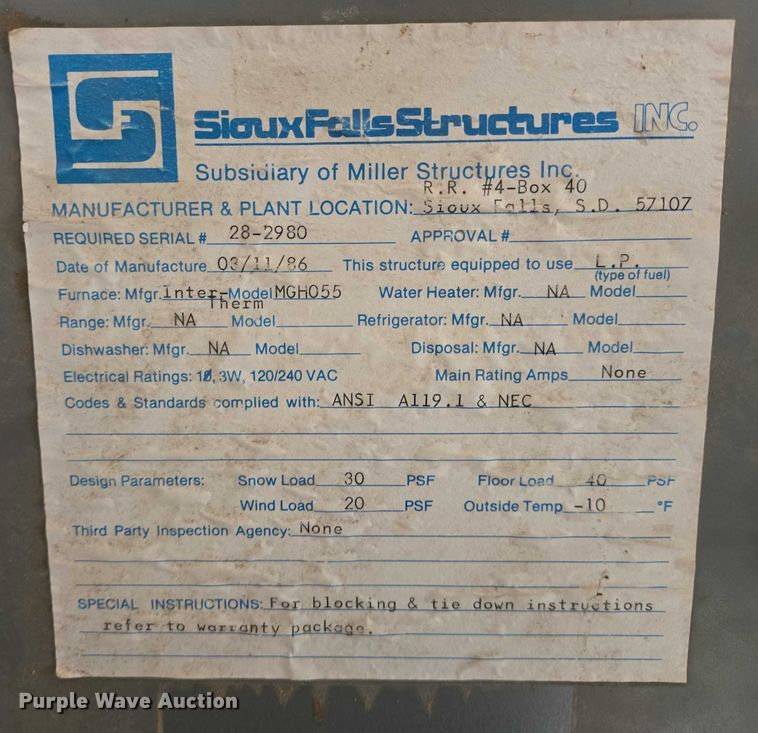 SiouxFallsStructures INC.
Subsidiary of Miller Structures Inc.
R.R. #4-Box 40
MANUFACTURER & PLANT LOCATION: Sioux Falls, S.D. 57107
REQUIRED SERIAL # 28-2980 APPROVAL #
Date of Manufacture 03/11/86 This structure equipped to use L.P.
(type of fuel)
Furnace: Mfgr. Inter- Model MGH055 Water Heater: Mfgr. NA Model
Therm
Range: Mfgr. NA Model Refrigerator: Mfgr. NA Model
Dishwasher: Mfgr. NA Model Disposal: Mfgr. NA Model
Electrical Ratings: 1Ø, 3W, 120/240 VAC Main Rating Amps None
Codes & Standards complied with: ANSI A119.1 & NEC
Design Parameters: Snow Load 30 PSF Floor Load 40 PSF
Wind Load 20 PSF Outside Temp -10 °F
Third Party Inspection Agency: None
SPECIAL INSTRUCTIONS: For blocking & tie down instructions
refer to warranty package.
Purple Wave Auction